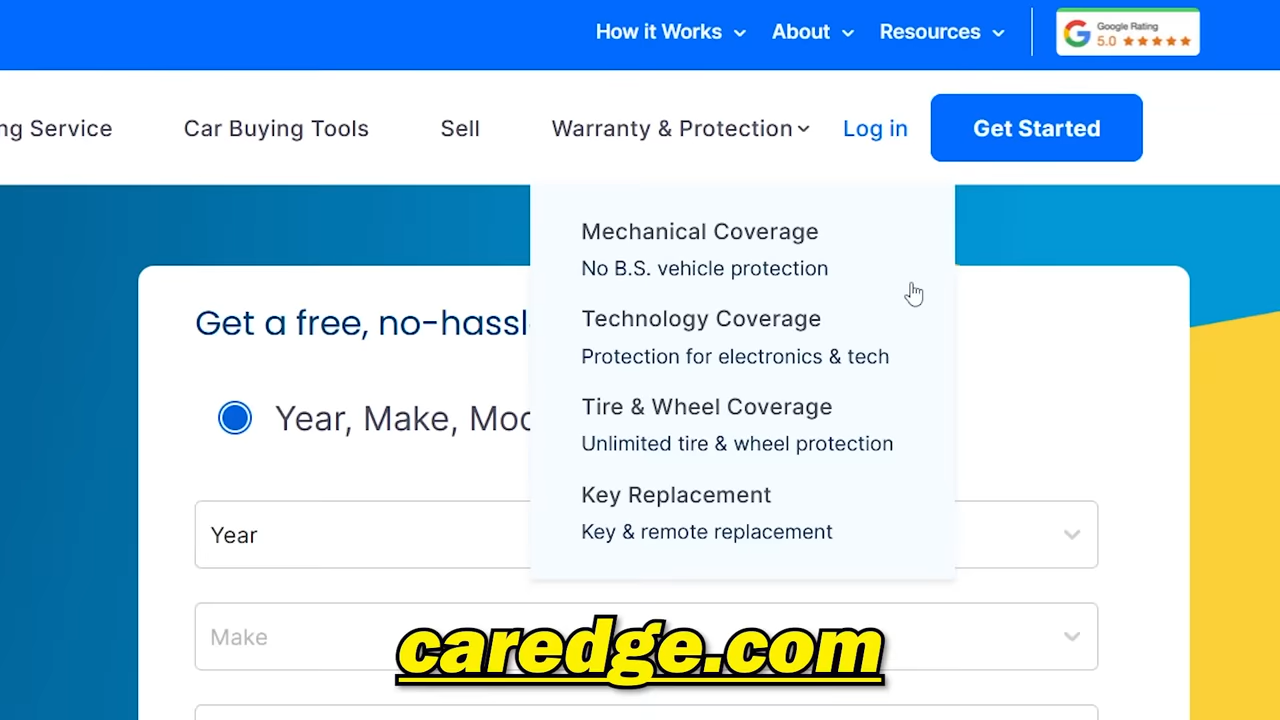 How it Works
About
Resources
Google Rating
5.0
ng Service
Car Buying Tools
Sell
Warranty & Protection
Log in
Get Started
Mechanical Coverage
No B.S. vehicle protection
Technology Coverage
Protection for electronics & tech
Tire & Wheel Coverage
Unlimited tire & wheel protection
Key Replacement
Key & remote replacement
Get a free, no-hassl
Year, Make, Mod
Year
Make
caredge.com